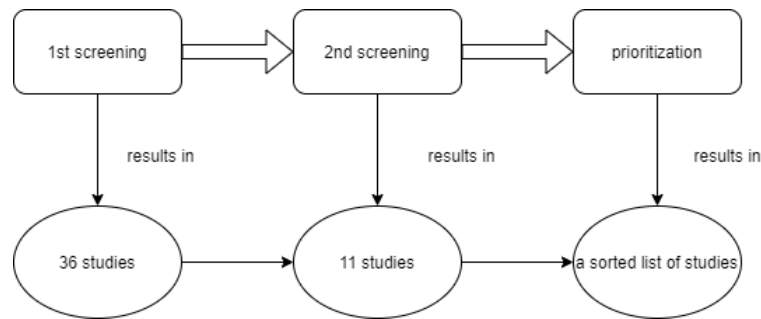 1st screening
2nd screening
prioritization
results in
results in
results in
36 studies
11 studies
a sorted list of studies